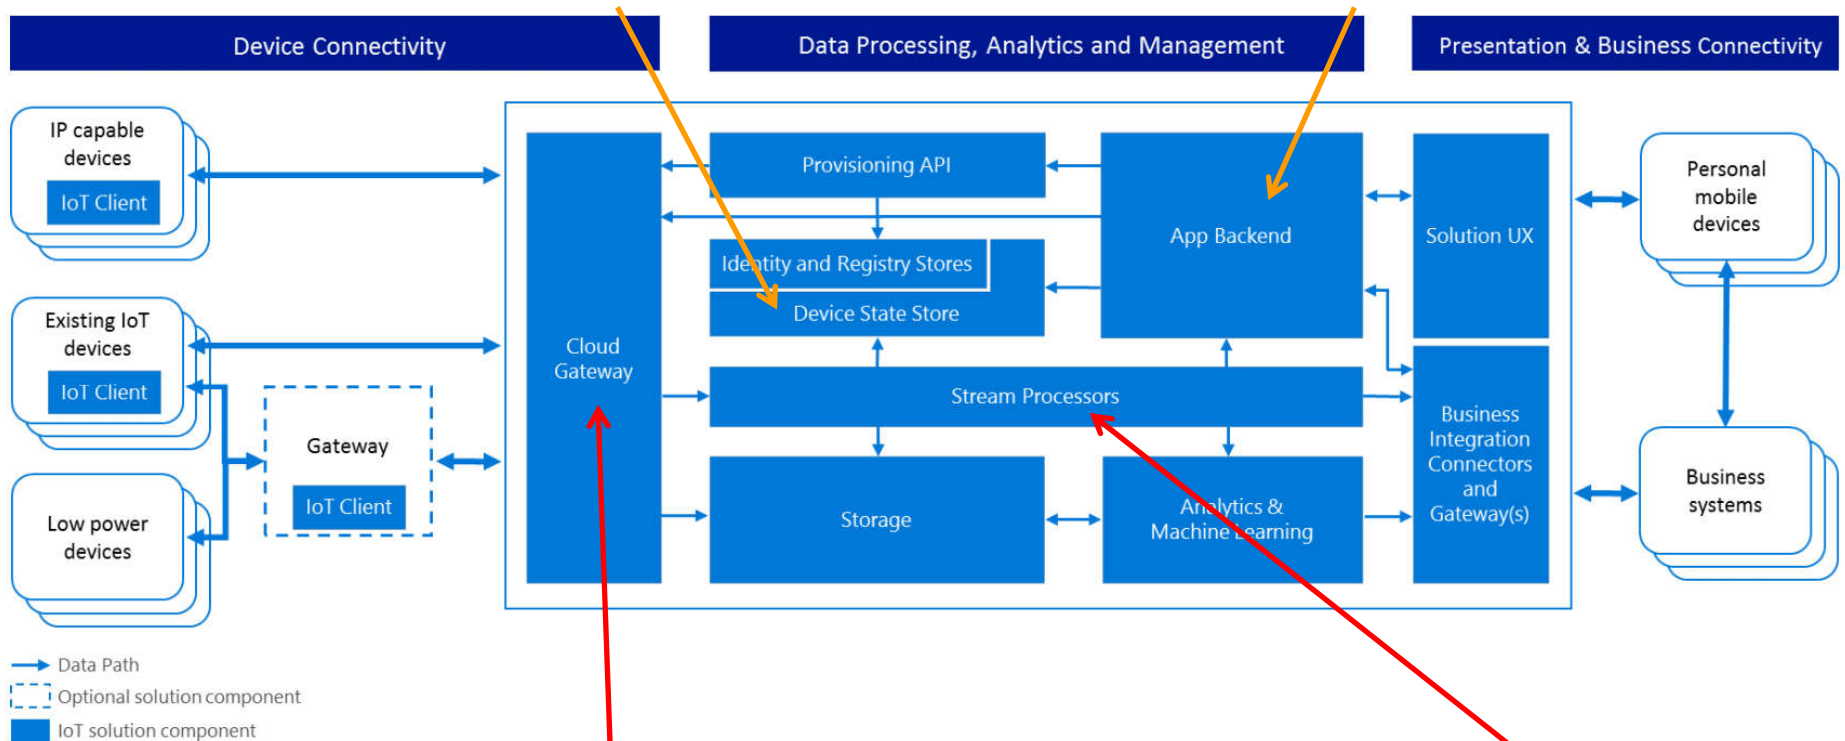 Device Connectivity
Data Processing, Analytics and Management
Presentation & Business Connectivity
IP capable
devices
IoT Client
Existing IoT
devices
IoT Client
Low power
devices
Gateway
IoT Client
Cloud
Gateway
Provisioning API
Identity and Registry Stores
Device State Store
App Backend
Stream Processors
Storage
Analytics &
Machine Learning
Solution UX
Business
Integration
Connectors
and
Gateway(s)
Personal
mobile
devices
Business
systems
Data Path
Optional solution component
IoT solution component